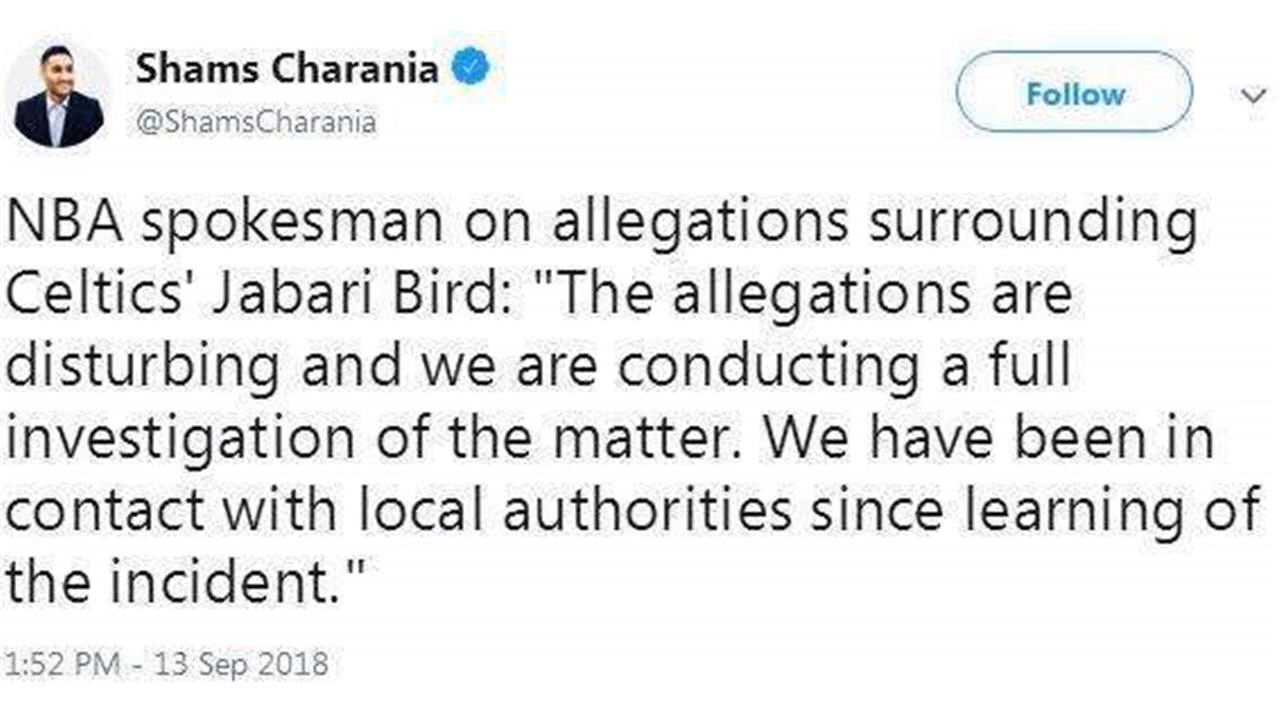 Shams Charania
@ShamsCharania
Follow
NBA spokesman on allegations surrounding
Celtics' Jabari Bird: "The allegations are
disturbing and we are conducting a full
investigation of the matter. We have been in
contact with local authorities since learning of
the incident."
1:52 PM - 13 Sep 2018